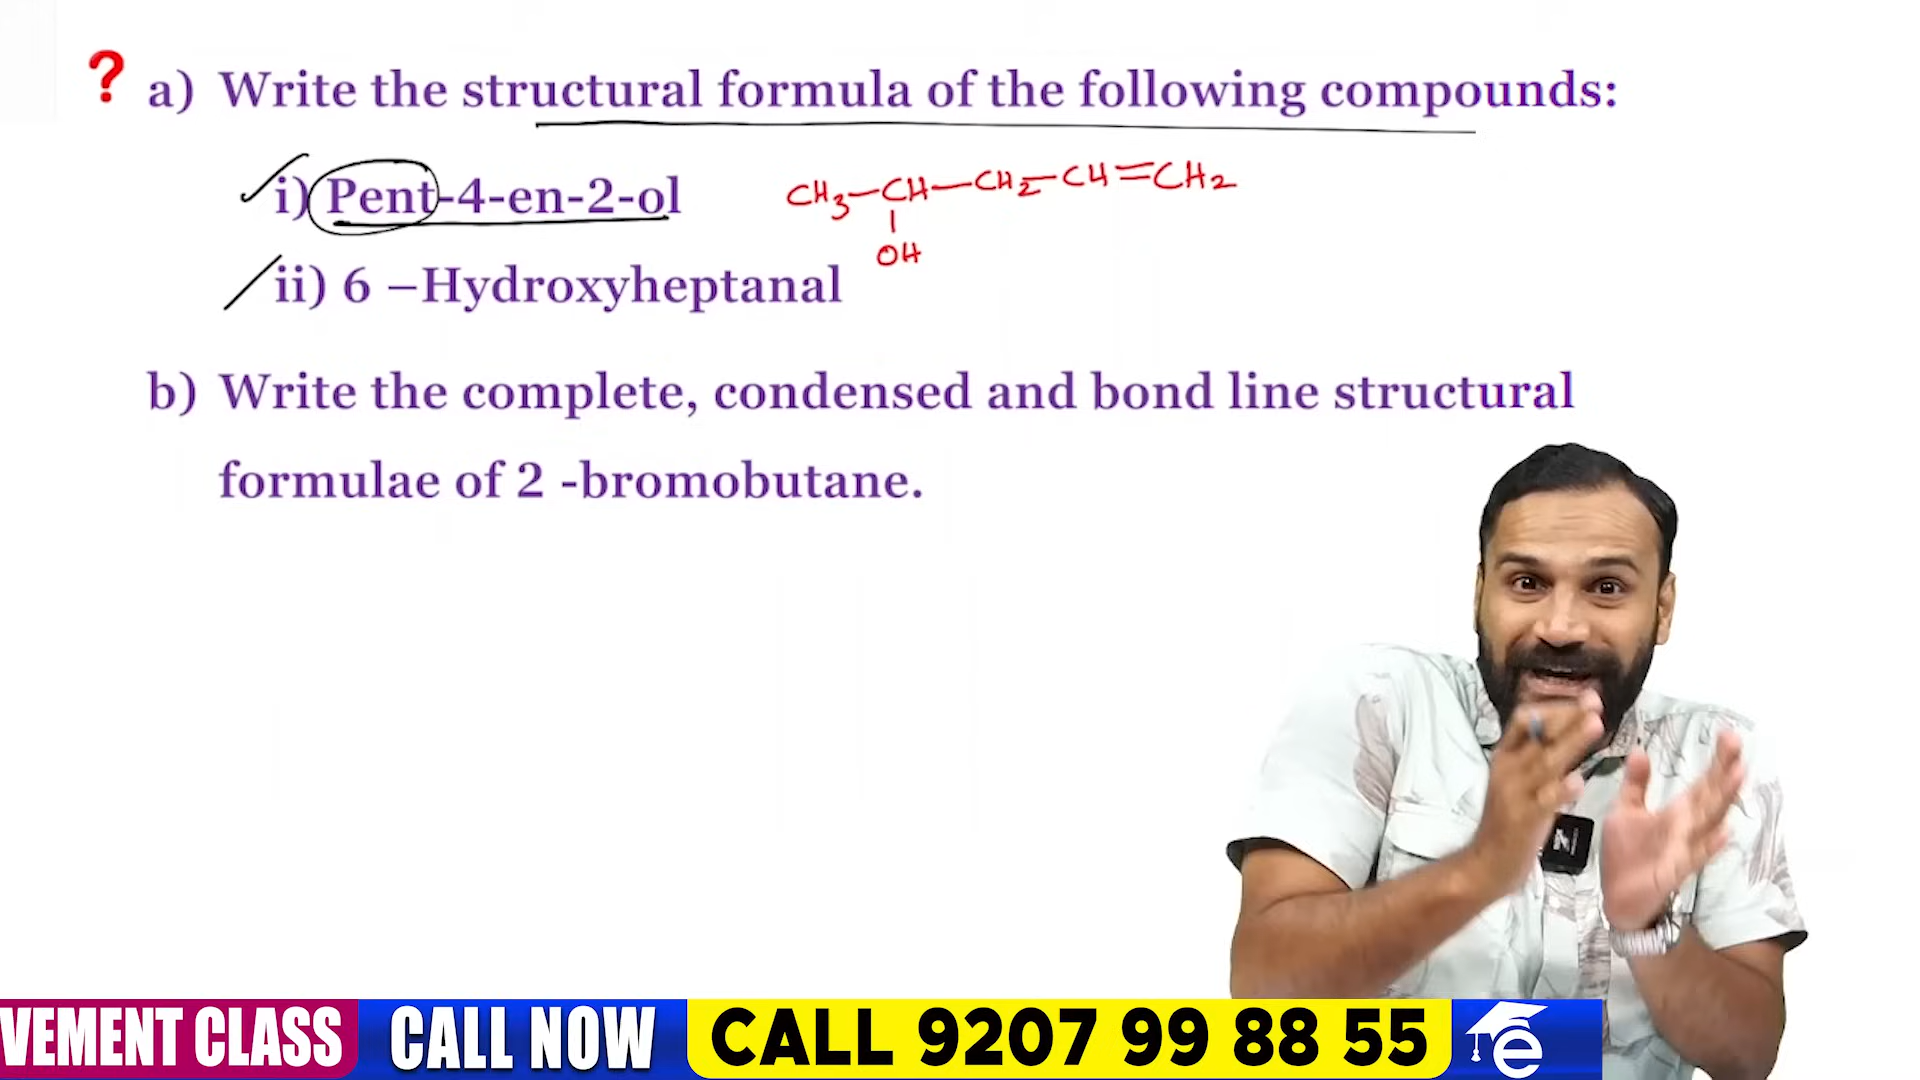 ? a) Write the structural formula of the following compounds:
i) Pent-4-en-2-ol CH3-CH-CH2-CH=CH2
OH
ii) 6 –Hydroxyheptanal
b) Write the complete, condensed and bond line structural
formulae of 2 -bromobutane.
VEMENT CLASS CALL NOW CALL 9207 99 88 55 e